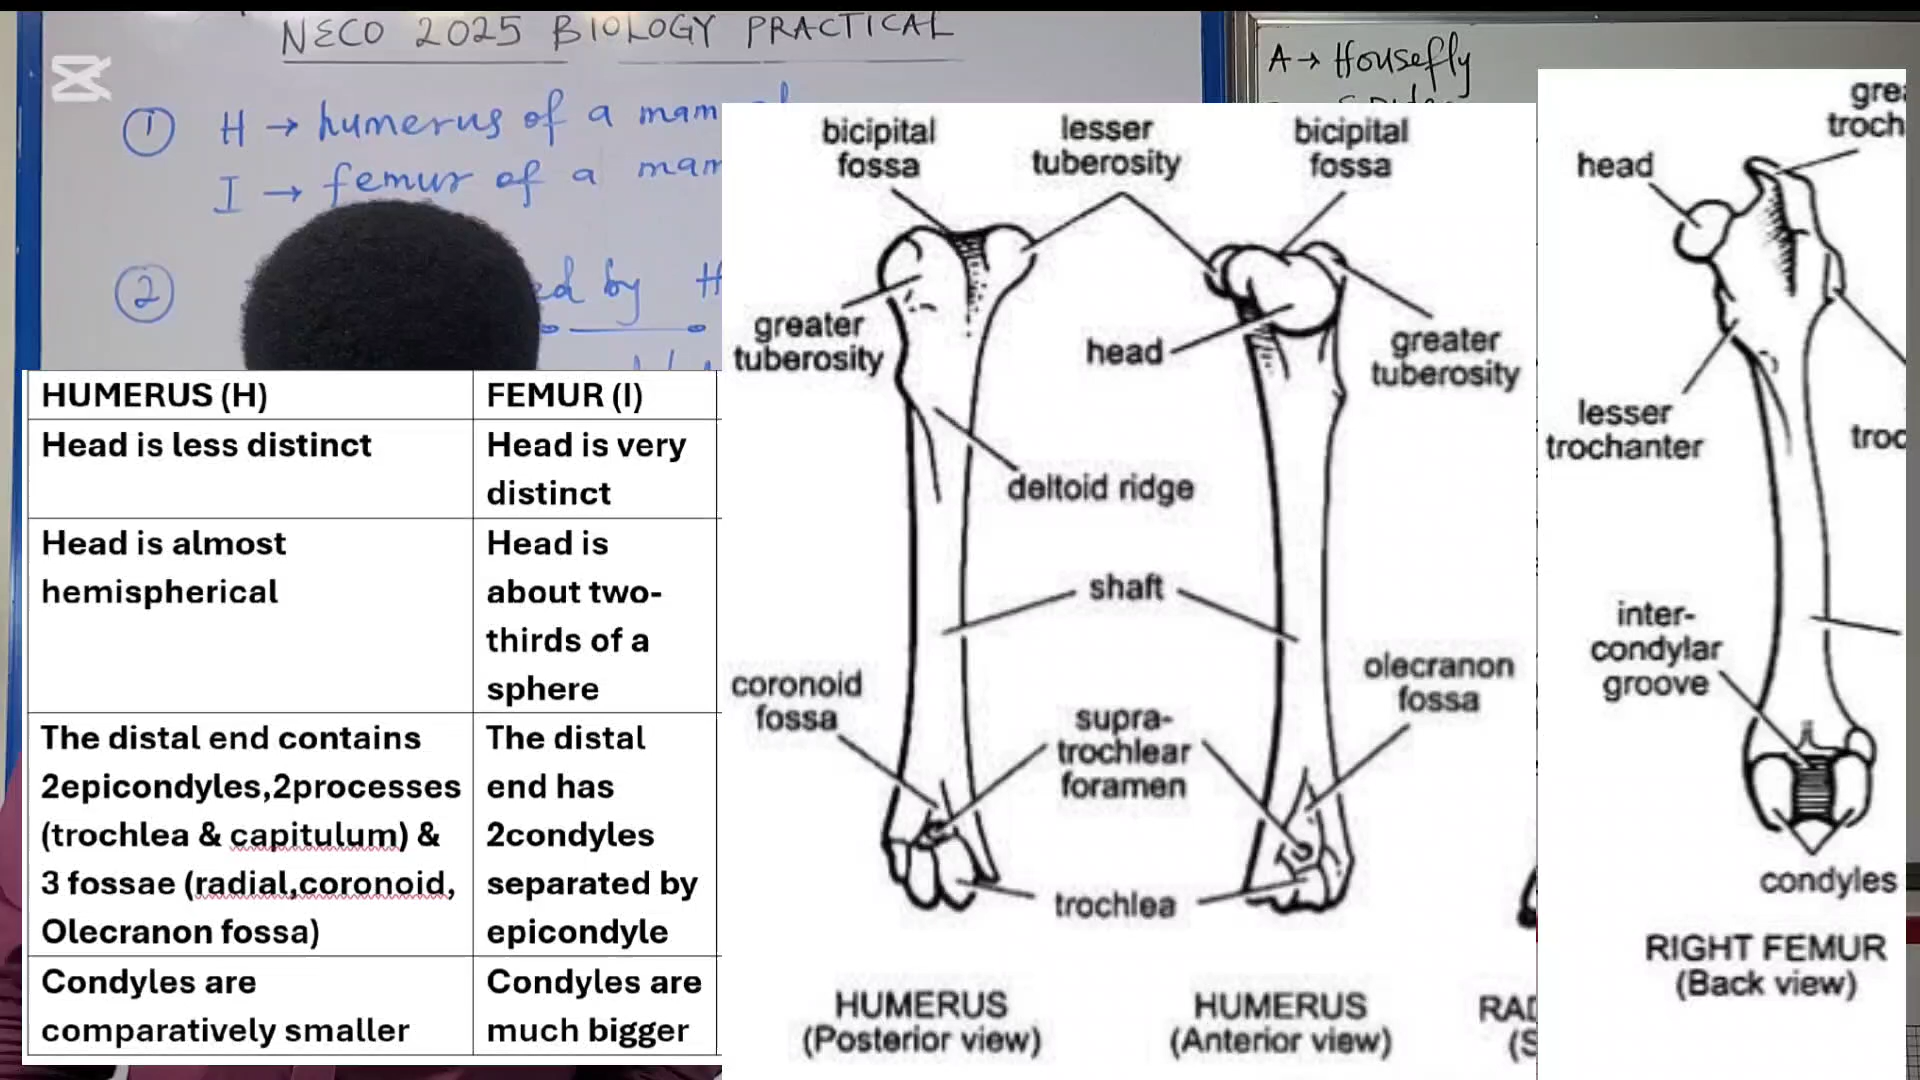 NECO 2025 BIOLOGY PRACTICAL
1 H → humerus of a
I → femur of a
2 by H
A → Housefly
HUMERUS (H) FEMUR (I)
Head is less distinct
Head is very
distinct
Head is almost
hemispherical
Head is
about two-
thirds of a
sphere
The distal end contains
2epicondyles,2processes
(trochlea & capitulum) &
3 fossae (radial,coronoid,
Olecranon fossa)
The distal
end has
2condyles
separated by
epicondyle
Condyles are
comparatively smaller
Condyles are
much bigger
bicipital
fossa
lesser
tuberosity
bicipital
fossa
greater
tuberosity
head
greater
tuberosity
deltoid ridge
shaft
coronoid
fossa
supra-
trochlear
foramen
olecranon
fossa
trochlea
HUMERUS
(Posterior view)
HUMERUS
(Anterior view)
head
lesser
trochanter
inter-
condylar
groove
condyles
RIGHT FEMUR
(Back view)